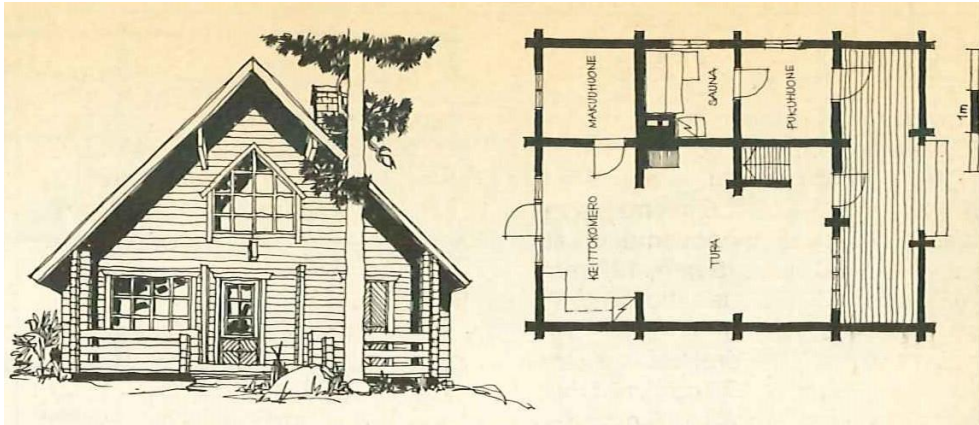 MAKUUHUONE
SAUNA
PUKUHUONE
KEITTOKOMERO
TUPA
1m